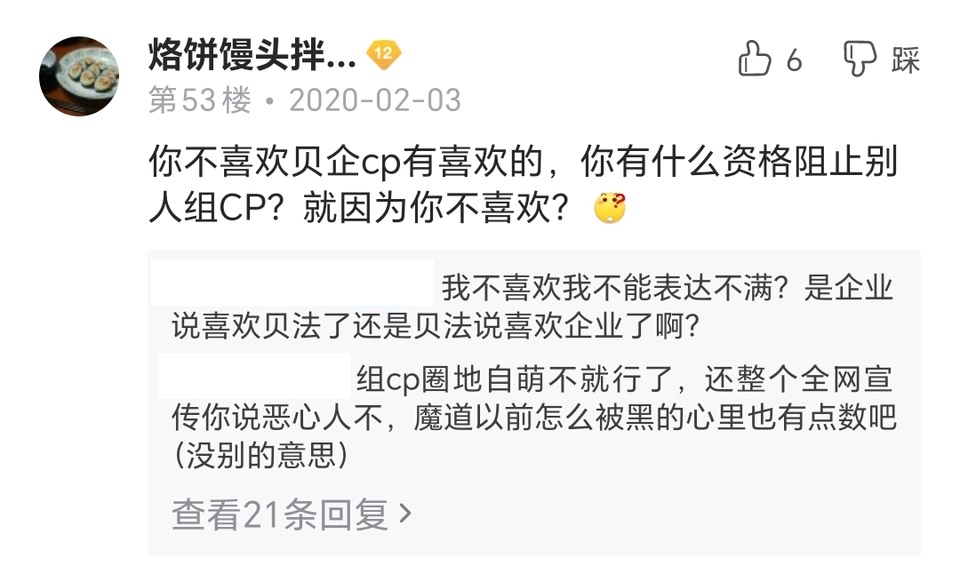 烙饼馒头拌... 12
6 踩
第53楼 • 2020-02-03
你不喜欢贝企cp有喜欢的，你有什么资格阻止别
人组CP？就因为你不喜欢？
我不喜欢我不能表达不满？是企业
说喜欢贝法了还是贝法说喜欢企业了啊？
组cp圈地自萌不就行了，还整个全网宣
传你说恶心人不，魔道以前怎么被黑的心里也有点数吧
（没别的意思）
查看21条回复 >